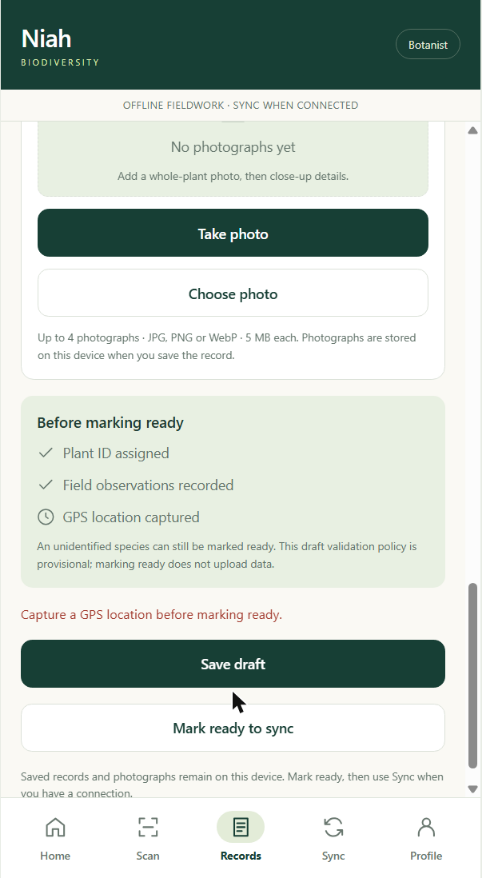 Niah
BIODIVERSITY
Botanist
OFFLINE FIELDWORK · SYNC WHEN CONNECTED
No photographs yet
Add a whole-plant photo, then close-up details.
Take photo
Choose photo
Up to 4 photographs · JPG, PNG or WebP · 5 MB each. Photographs are stored
on this device when you save the record.
Before marking ready
Plant ID assigned
Field observations recorded
GPS location captured
An unidentified species can still be marked ready. This draft validation policy is
provisional; marking ready does not upload data.
Capture a GPS location before marking ready.
Save draft
Mark ready to sync
Saved records and photographs remain on this device. Mark ready, then use Sync when
you have a connection.
Home
Scan
Records
Sync
Profile